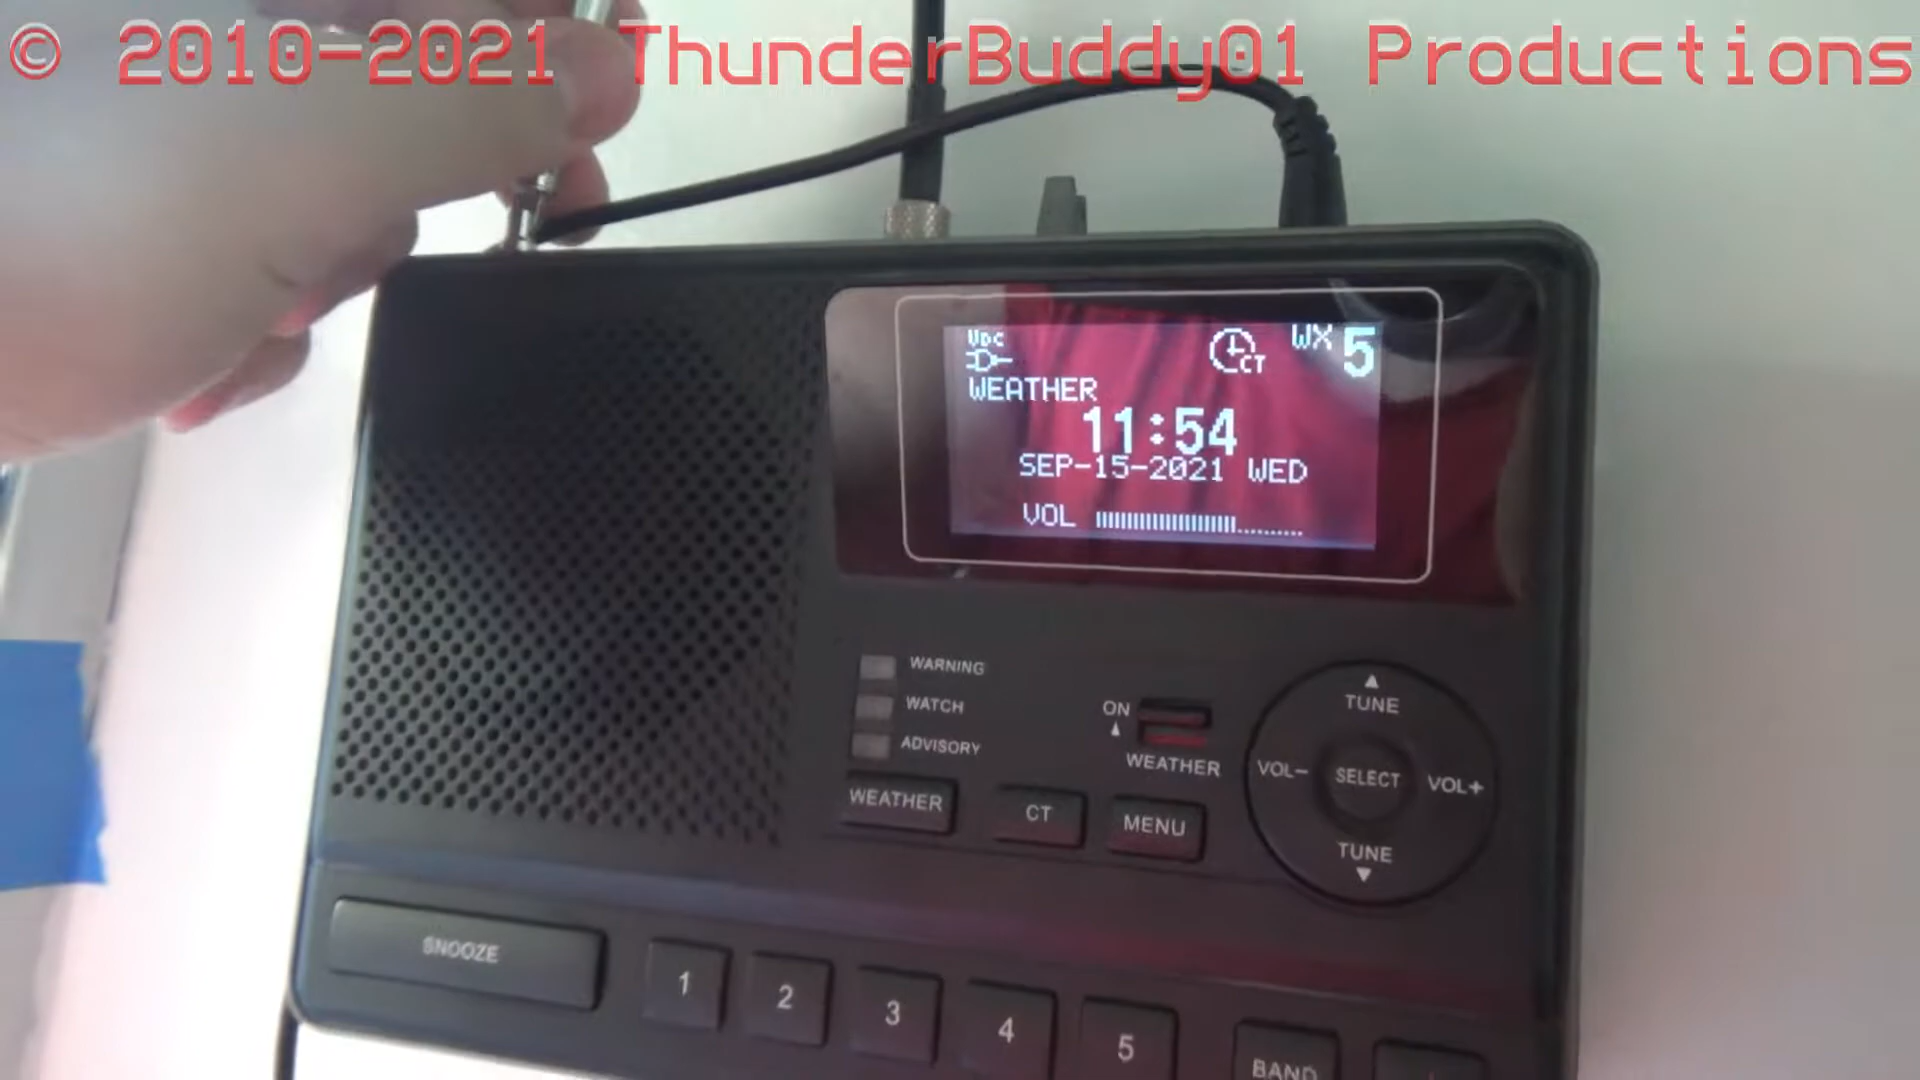 © 2010-2021 ThunderBuddy01 Productions
VDC
CT
WX 5
WEATHER
11:54
SEP-15-2021 WED
VOL
WARNING
WATCH
ADVISORY
ON
WEATHER
TUNE
VOL-
SELECT
VOL+
TUNE
WEATHER
CT
MENU
SNOOZE
1
2
3
4
5
BAND